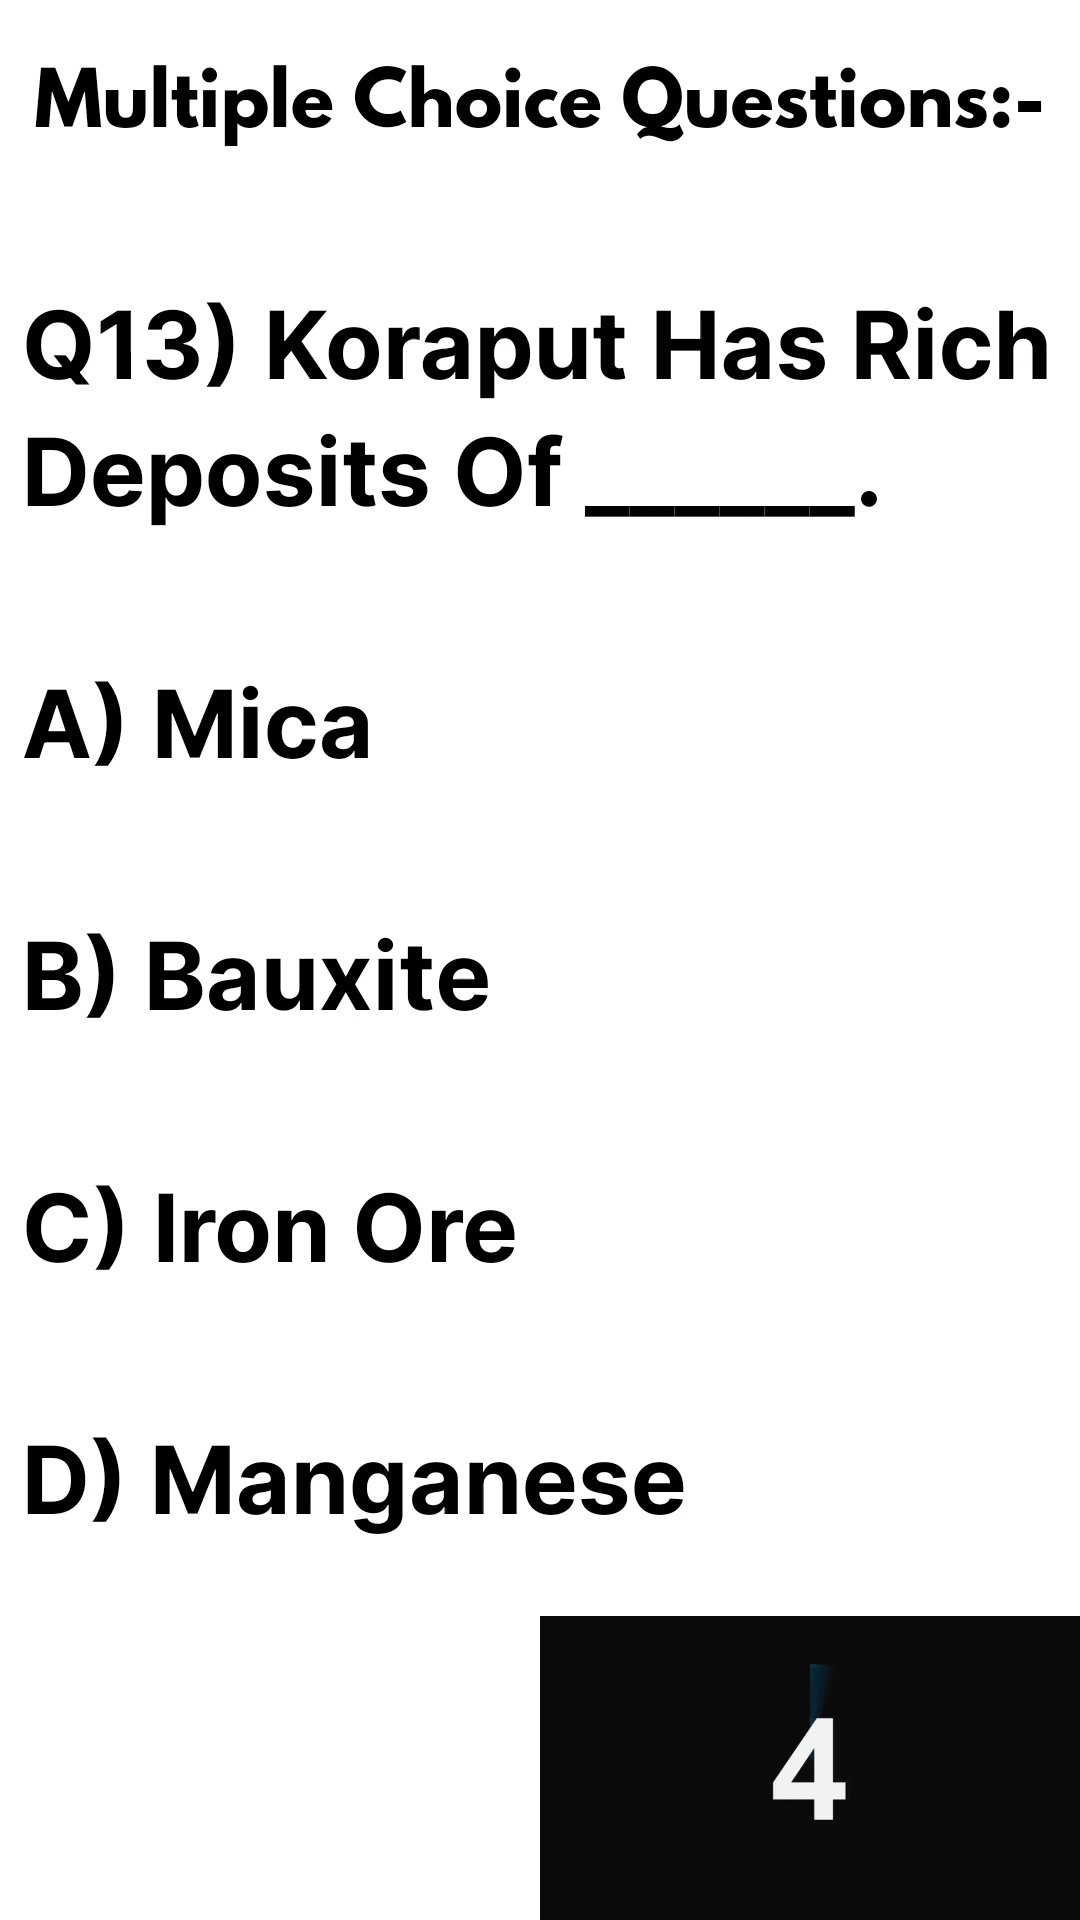 Multiple Choice Questions:-
Q13) Koraput Has Rich
Deposits Of ______.
A) Mica
B) Bauxite
C) Iron Ore
D) Manganese
4